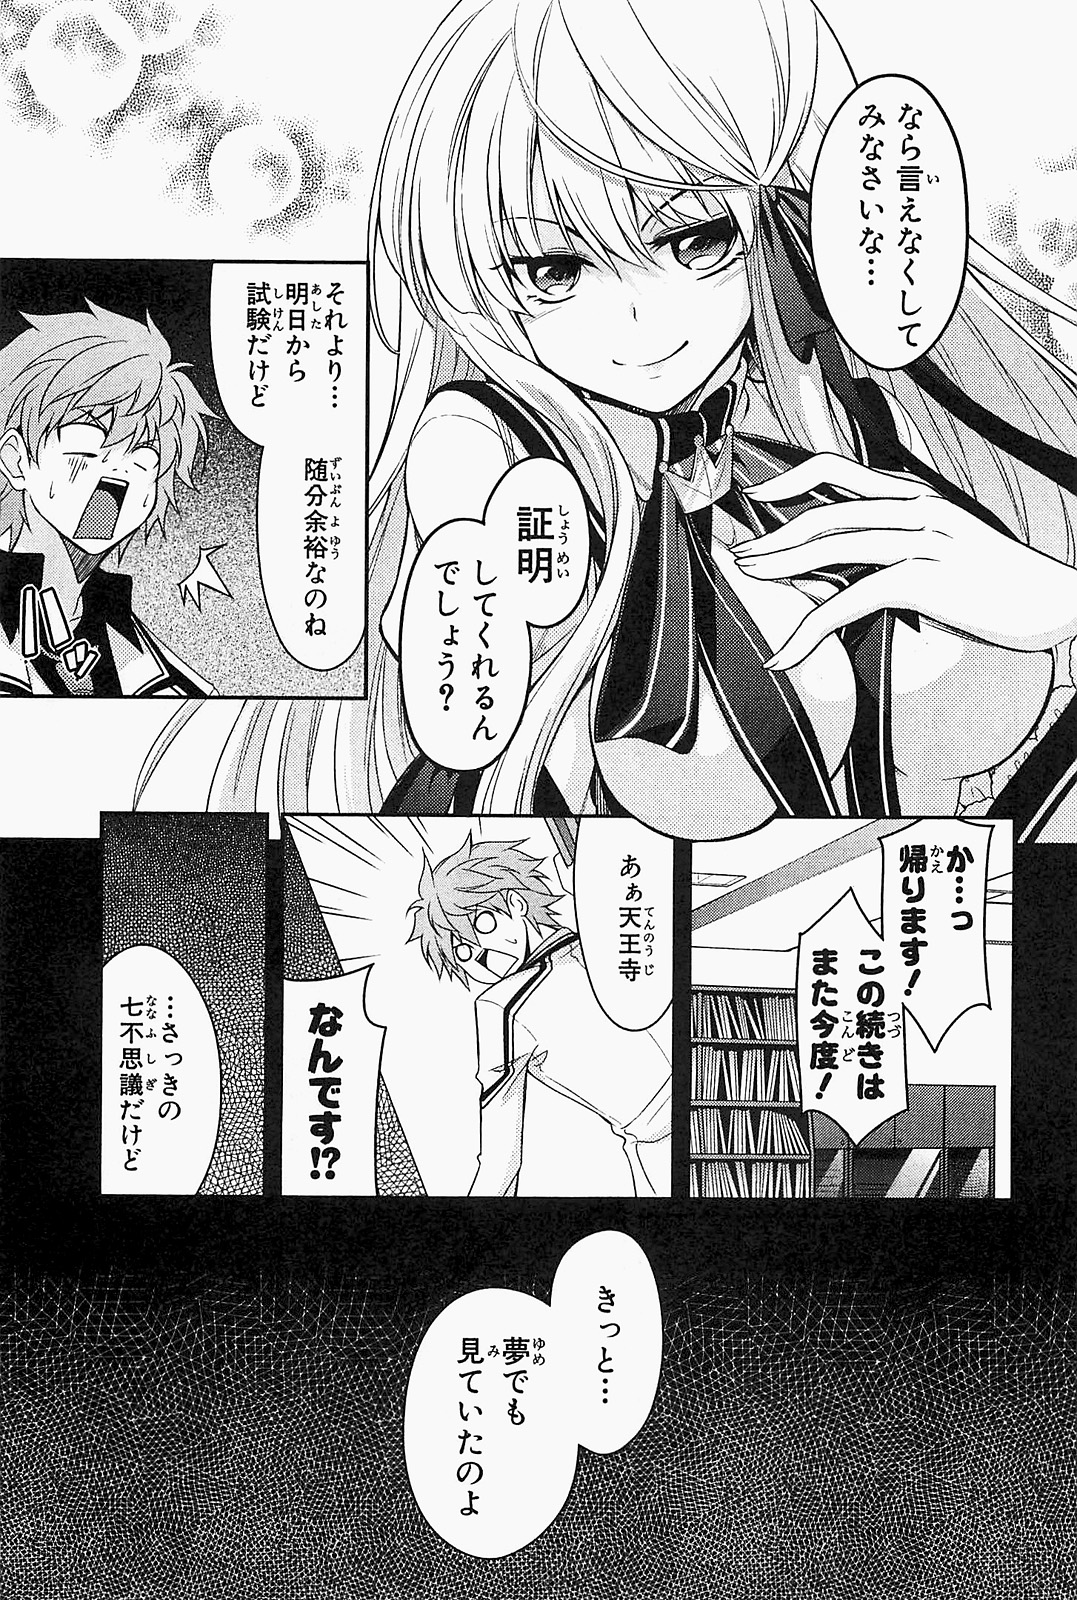 なら言えなくして
みなさいな…
証明
してくれるん
でしょう?
それより…
明日から
試験だけど
随分余裕なのね
ガバッ
か…っ
帰ります!
この続きは
また今度!
あぁ天王寺
なんです!?
…さっきの
七不思議だけど
きっと…
夢でも
見ていたのよ